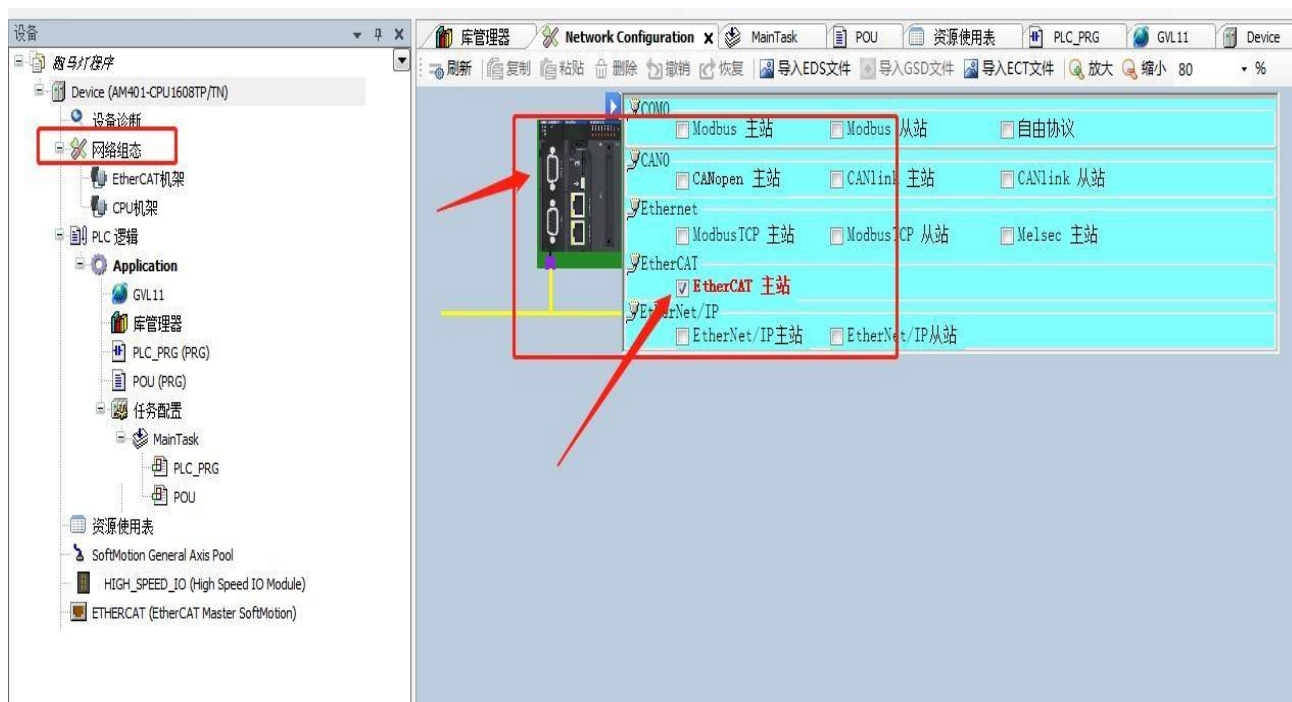 设备
跑马灯程序
Device (AM401-CPU1608TP/TN)
设备诊断
网络组态
EtherCAT机架
CPU机架
PLC 逻辑
Application
GVL11
库管理器
PLC_PRG (PRG)
POU (PRG)
任务配置
MainTask
PLC_PRG
POU
资源使用表
SoftMotion General Axis Pool
HIGH_SPEED_IO (High Speed IO Module)
ETHERCAT (EtherCAT Master SoftMotion)
库管理器 Network Configuration X MainTask POU 资源使用表 PLC_PRG GVL11 Device
刷新 复制 粘贴 删除 撤销 恢复 导入EDS文件 导入GSD文件 导入ECT文件 放大 缩小 80 %
COM0
Modbus 主站 Modbus 从站 自由协议
CAN0
CANopen 主站 CANlink 主站 CANlink 从站
Ethernet
ModbusTCP 主站 ModbusTCP 从站 Melsec 主站
EtherCAT
EtherCAT 主站
EtherNet/IP
EtherNet/IP主站 EtherNet/IP从站